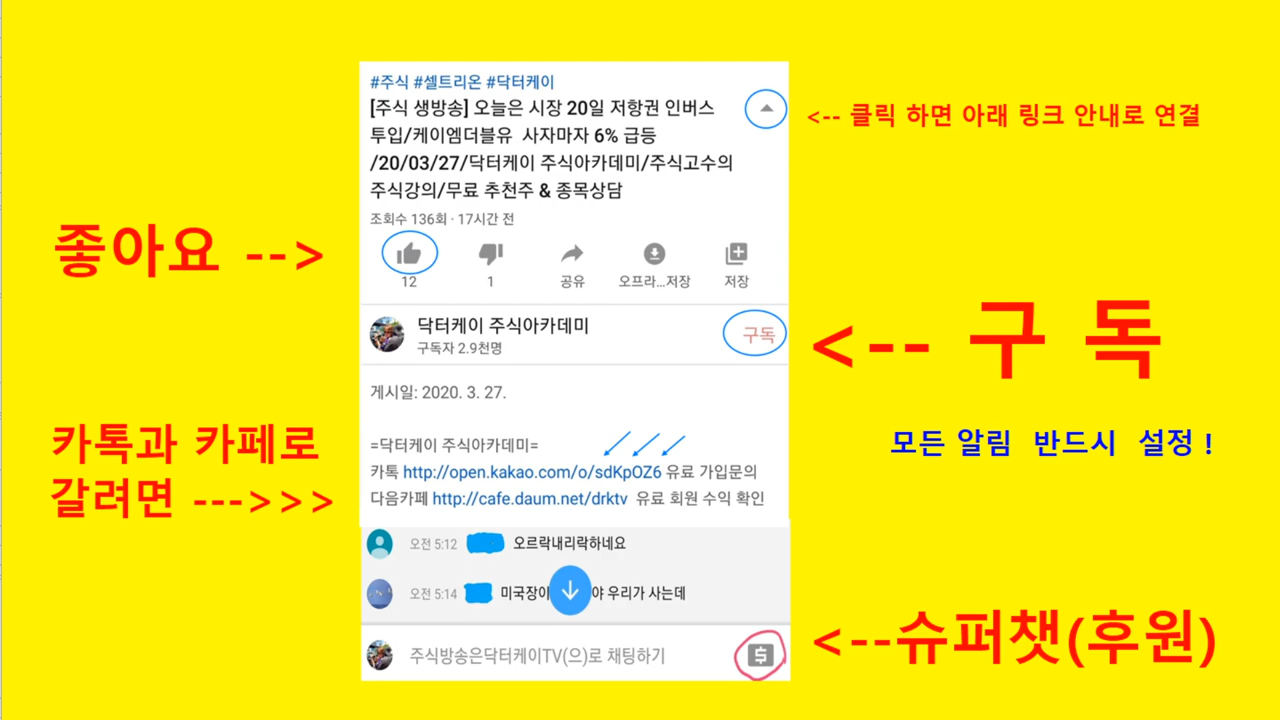 #주식 #셀트리온 #닥터케이
[주식 생방송] 오늘은 시장 20일 저항권 인버스
투입/케이엠더블유 사자마자 6% 급등
/20/03/27/닥터케이 주식아카데미/주식고수의
주식강의/무료 추천주 & 종목상담
조회수 136회 · 17시간 전
<-- 클릭 하면 아래 링크 안내로 연결
좋아요 -->
12
1
공유
오프라...저장
저장
닥터케이 주식아카데미
구독자 2.9천명
구독
<-- 구 독
모든 알림 반드시 설정 !
게시일: 2020. 3. 27.
카톡과 카페로
갈려면 --->>>
=닥터케이 주식아카데미=
카톡 http://open.kakao.com/o/sdKpOZ6 유료 가입문의
다음카페 http://cafe.daum.net/drktv 유료 회원 수익 확인
오전 5:12 오르락내리락하네요
오전 5:14 미국장이 야 우리가 사는데
주식방송은닥터케이TV(으)로 채팅하기
<--슈퍼챗(후원)